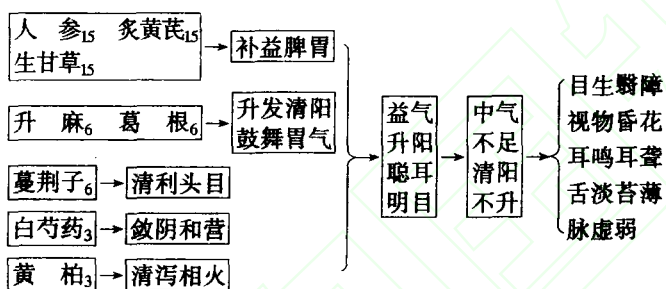 人 参15 炙黄芪15
生甘草15
补益脾胃
升 麻6 葛 根6
升发清阳
鼓舞胃气
蔓荆子6
清利头目
白芍药3
敛阴和营
黄 柏3
清泻相火
益气
升阳
聪耳
明目
中气
不足
清阳
不升
目生翳障
视物昏花
耳鸣耳聋
舌淡苔薄
脉虚弱